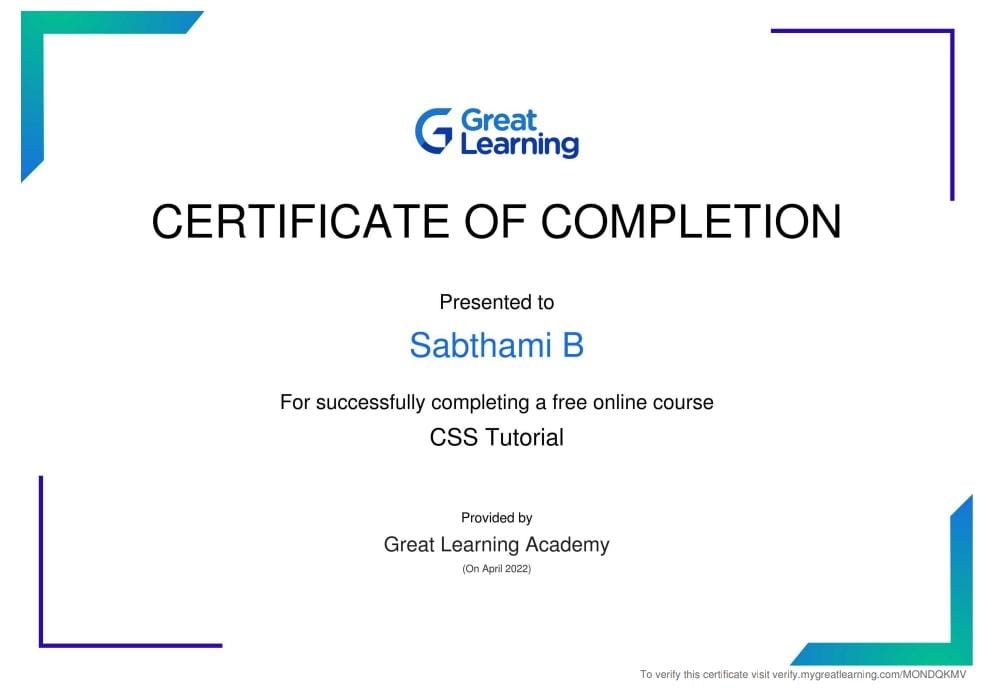 Great
Learning
CERTIFICATE OF COMPLETION
Presented to
Sabthami B
For successfully completing a free online course
CSS Tutorial
Provided by
Great Learning Academy
(On April 2022)
To verify this certificate visit verify.mygreatlearning.com/MONDQKMV